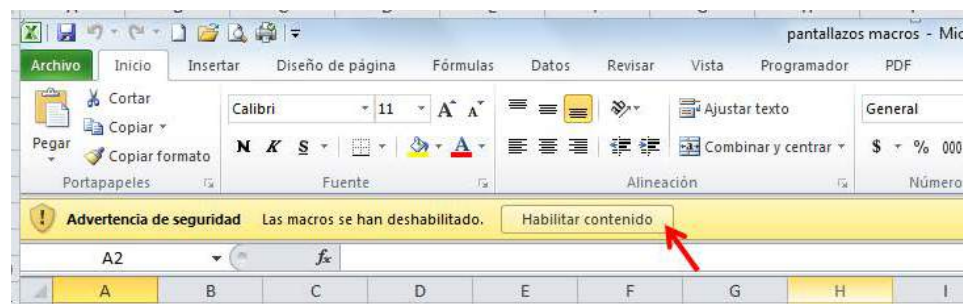 pantallazos macros - Mic
Archivo Inicio Insertar Diseño de página Fórmulas Datos Revisar Vista Programador PDF
Cortar
Calibri 11 A A Ajustar texto General
Copiar
Pegar
Copiar formato N K S A Combinar y centrar $ % 000
Portapapeles Fuente Alineación Número
Advertencia de seguridad Las macros se han deshabilitado. Habilitar contenido
A2 fx
A B C D E F G H I